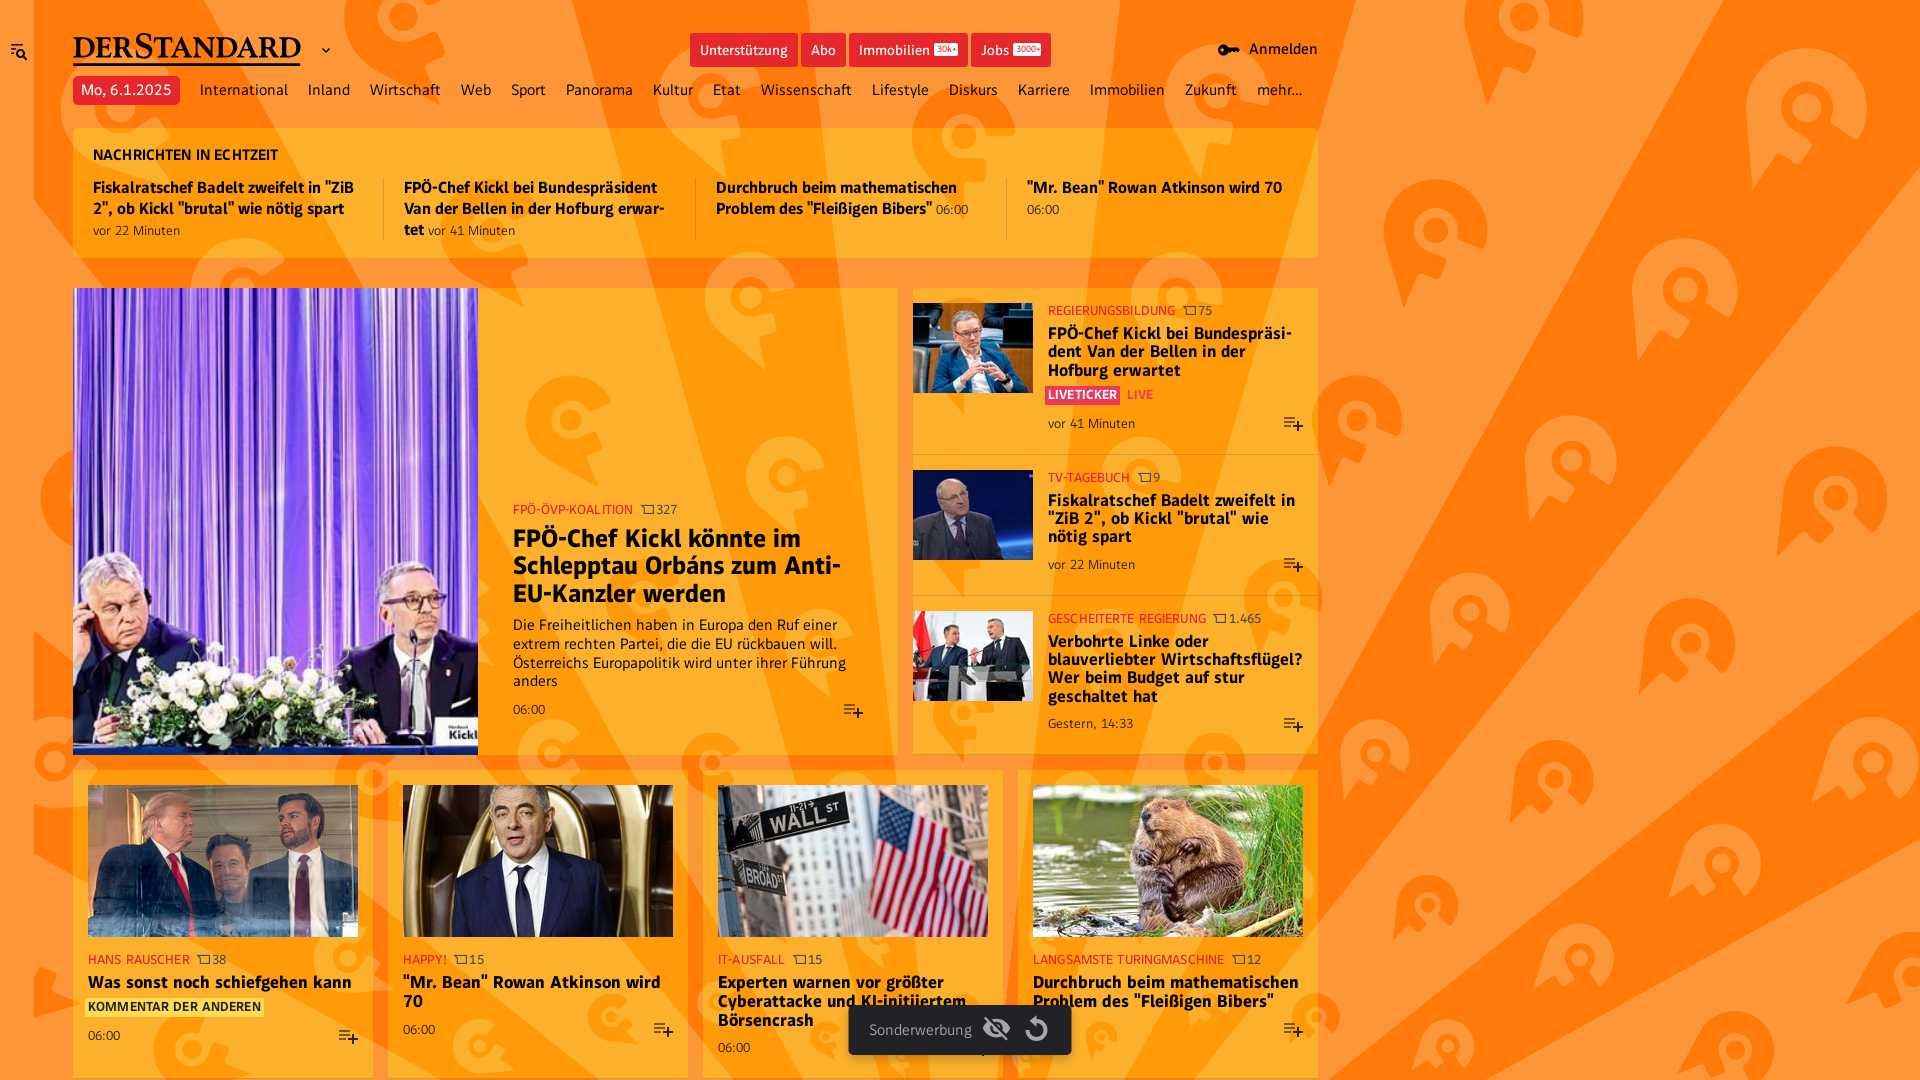 DERSTANDARD
Unterstützung Abo Immobilien 30k+ Jobs 3000+
Anmelden
Mo, 6.1.2025 International Inland Wirtschaft Web Sport Panorama Kultur Etat Wissenschaft Lifestyle Diskurs Karriere Immobilien Zukunft mehr...
NACHRICHTEN IN ECHTZEIT
Fiskalratschef Badelt zweifelt in "ZiB
2", ob Kickl "brutal" wie nötig spart
vor 22 Minuten
FPÖ-Chef Kickl bei Bundespräsident
Van der Bellen in der Hofburg erwar-
tet vor 41 Minuten
Durchbruch beim mathematischen
Problem des "Fleißigen Bibers" 06:00
"Mr. Bean" Rowan Atkinson wird 70
06:00
Kickl
FPÖ-ÖVP-KOALITION 327
FPÖ-Chef Kickl könnte im
Schlepptau Orbáns zum Anti-
EU-Kanzler werden
Die Freiheitlichen haben in Europa den Ruf einer
extrem rechten Partei, die die EU rückbauen will.
Österreichs Europapolitik wird unter ihrer Führung
anders
06:00
REGIERUNGSBILDUNG 75
FPÖ-Chef Kickl bei Bundespräsi-
dent Van der Bellen in der
Hofburg erwartet
LIVETICKER LIVE
vor 41 Minuten
TV-TAGEBUCH 9
Fiskalratschef Badelt zweifelt in
"ZiB 2", ob Kickl "brutal" wie
nötig spart
vor 22 Minuten
GESCHEITERTE REGIERUNG 1.465
Verbohrte Linke oder
blauverliebter Wirtschaftsflügel?
Wer beim Budget auf stur
geschaltet hat
Gestern, 14:33
HANS RAUSCHER 38
Was sonst noch schiefgehen kann
KOMMENTAR DER ANDEREN
06:00
HAPPY! 15
"Mr. Bean" Rowan Atkinson wird
70
06:00
11-21
WALL ST
BROAD ST
IT-AUSFALL 15
Experten warnen vor größter
Cyberattacke und KI-initiiertem
Börsencrash
06:00
LANGSAMSTE TURINGMASCHINE 12
Durchbruch beim mathematischen
Problem des "Fleißigen Bibers"
Sonderwerbung